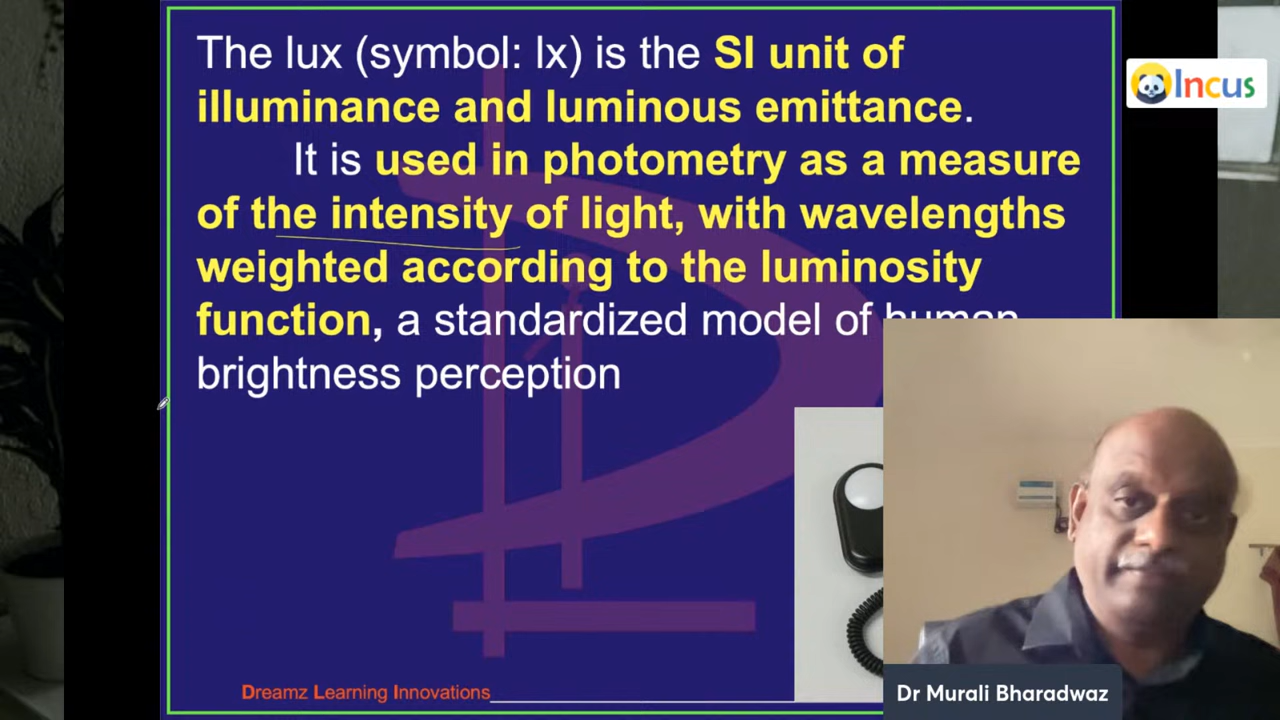 The lux (symbol: lx) is the SI unit of
illuminance and luminous emittance.
It is used in photometry as a measure
of the intensity of light, with wavelengths
weighted according to the luminosity
function, a standardized model of human
brightness perception
Incus
Dreamz Learning Innovations
Dr Murali Bharadwaz